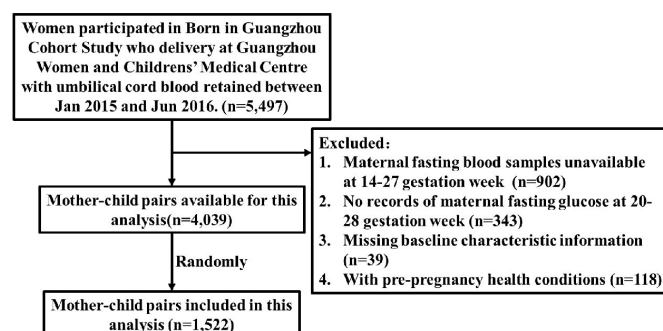 Women participated in Born in Guangzhou
Cohort Study who delivery at Guangzhou
Women and Childrens’ Medical Centre
with umbilical cord blood retained between
Jan 2015 and Jun 2016. (n=5,497)
Excluded：
1. Maternal fasting blood samples unavailable
at 14-27 gestation week (n=902)
2. No records of maternal fasting glucose at 20-
28 gestation week (n=343)
3. Missing baseline characteristic information
(n=39)
4. With pre-pregnancy health conditions (n=118)
Mother-child pairs available for this
analysis(n=4,039)
Randomly
Mother-child pairs included in this
analysis (n=1,522)